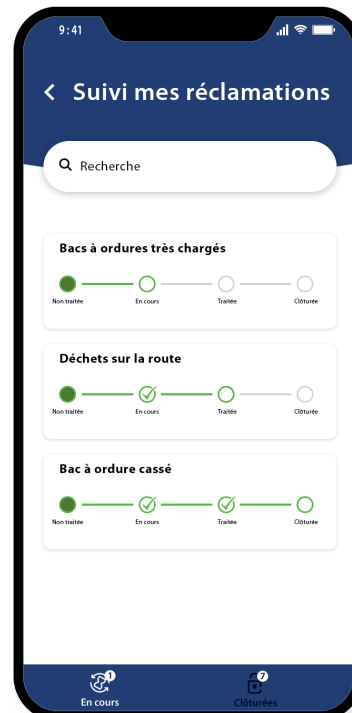 9:41
Suivi mes réclamations
Recherche
Bacs à ordures très chargés
Non traitée En cours Traitée Clôturée
Déchets sur la route
Non traitée En cours Traitée Clôturée
Bac à ordure cassé
Non traitée En cours Traitée Clôturée
1 7
En cours Clôturées